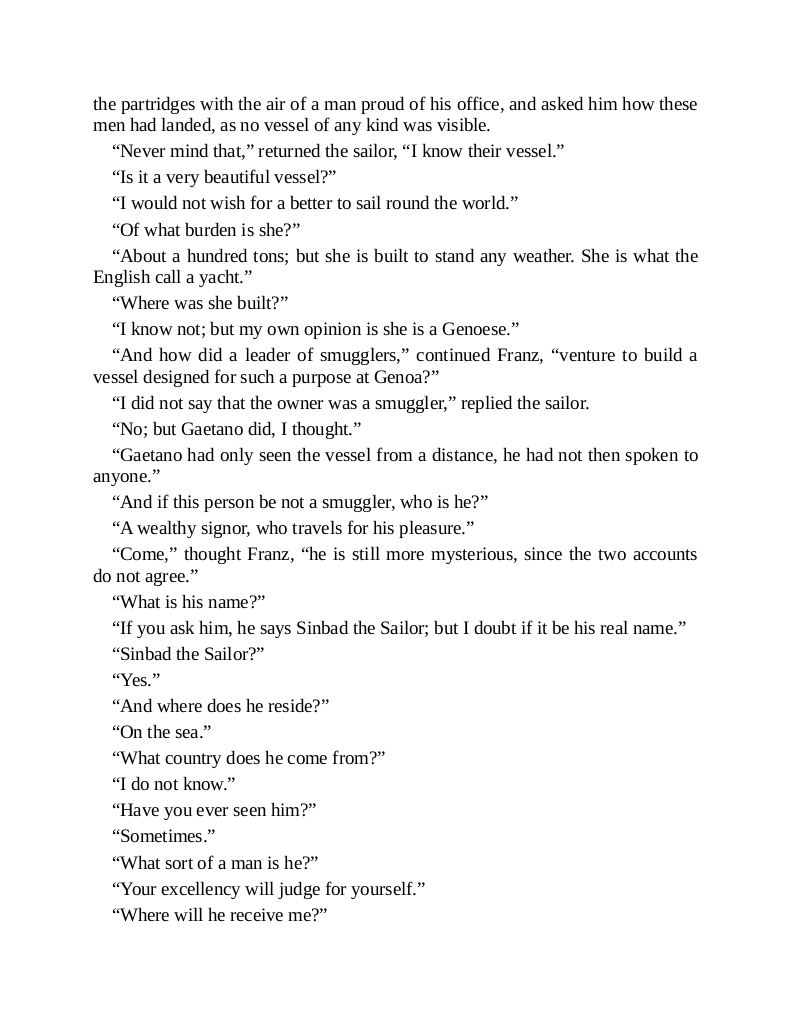 the partridges with the air of a man proud of his office, and asked him how these
men had landed, as no vessel of any kind was visible.
“Never mind that,” returned the sailor, “I know their vessel.”
“Is it a very beautiful vessel?”
“I would not wish for a better to sail round the world.”
“Of what burden is she?”
“About a hundred tons; but she is built to stand any weather. She is what the
English call a yacht.”
“Where was she built?”
“I know not; but my own opinion is she is a Genoese.”
“And how did a leader of smugglers,” continued Franz, “venture to build a
vessel designed for such a purpose at Genoa?”
“I did not say that the owner was a smuggler,” replied the sailor.
“No; but Gaetano did, I thought.”
“Gaetano had only seen the vessel from a distance, he had not then spoken to
anyone.”
“And if this person be not a smuggler, who is he?”
“A wealthy signor, who travels for his pleasure.”
“Come,” thought Franz, “he is still more mysterious, since the two accounts
do not agree.”
“What is his name?”
“If you ask him, he says Sinbad the Sailor; but I doubt if it be his real name.”
“Sinbad the Sailor?”
“Yes.”
“And where does he reside?”
“On the sea.”
“What country does he come from?”
“I do not know.”
“Have you ever seen him?”
“Sometimes.”
“What sort of a man is he?”
“Your excellency will judge for yourself.”
“Where will he receive me?”